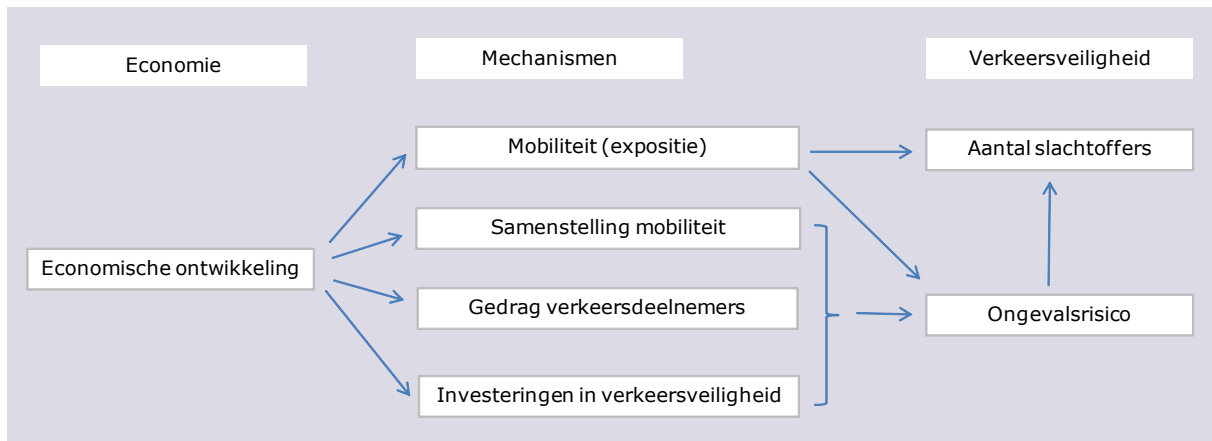 Economie
Mechanismen
Verkeersveiligheid
Mobiliteit (expositie)
Aantal slachtoffers
Samenstelling mobiliteit
Economische ontwikkeling
Gedrag verkeersdeelnemers
Ongevalsrisico
Investeringen in verkeersveiligheid